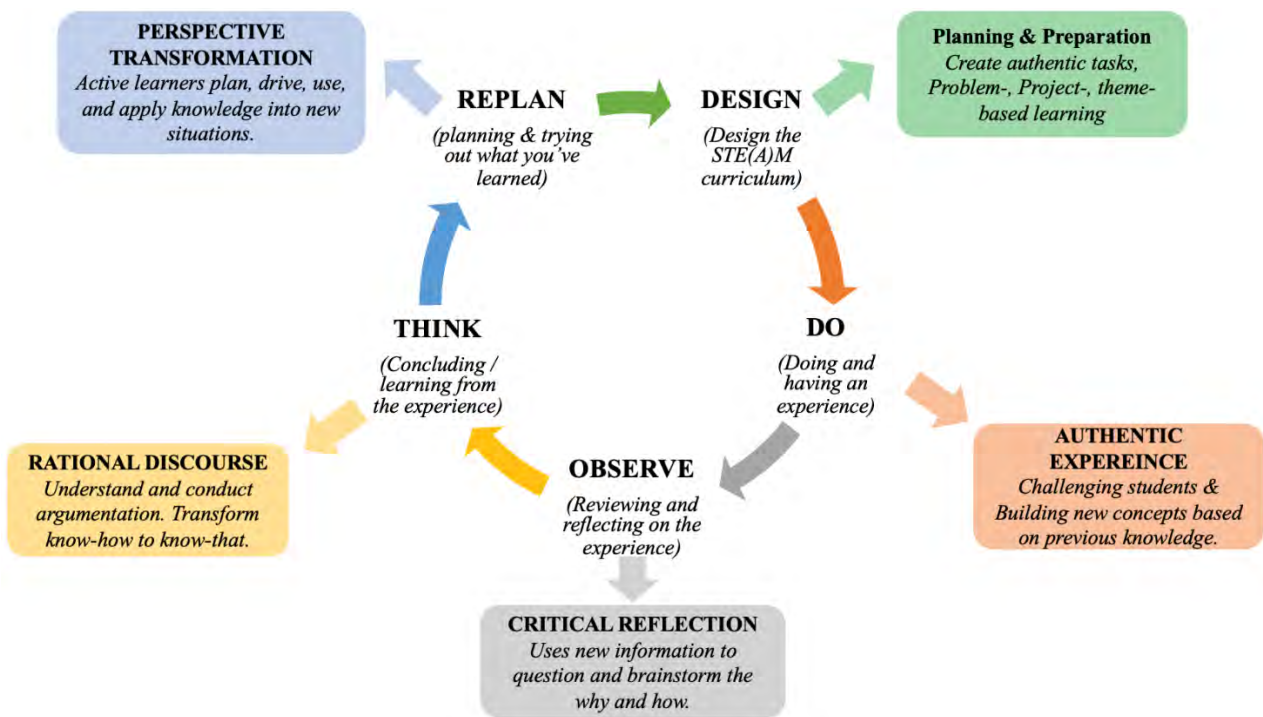 PERSPECTIVE
TRANSFORMATION
Active learners plan, drive, use,
and apply knowledge into new
situations.
REPLAN
(planning & trying
out what you've
learned)
DESIGN
(Design the
STE(A)M
curriculum)
Planning & Preparation
Create authentic tasks,
Problem-, Project-, theme-
based learning
THINK
(Concluding /
learning from
the experience)
DO
(Doing and
having an
experience)
RATIONAL DISCOURSE
Understand and conduct
argumentation. Transform
know-how to know-that.
OBSERVE
(Reviewing and
reflecting on the
experience)
AUTHENTIC
EXPEREINCE
Challenging students &
Building new concepts based
on previous knowledge.
CRITICAL REFLECTION
Uses new information to
question and brainstorm the
why and how.